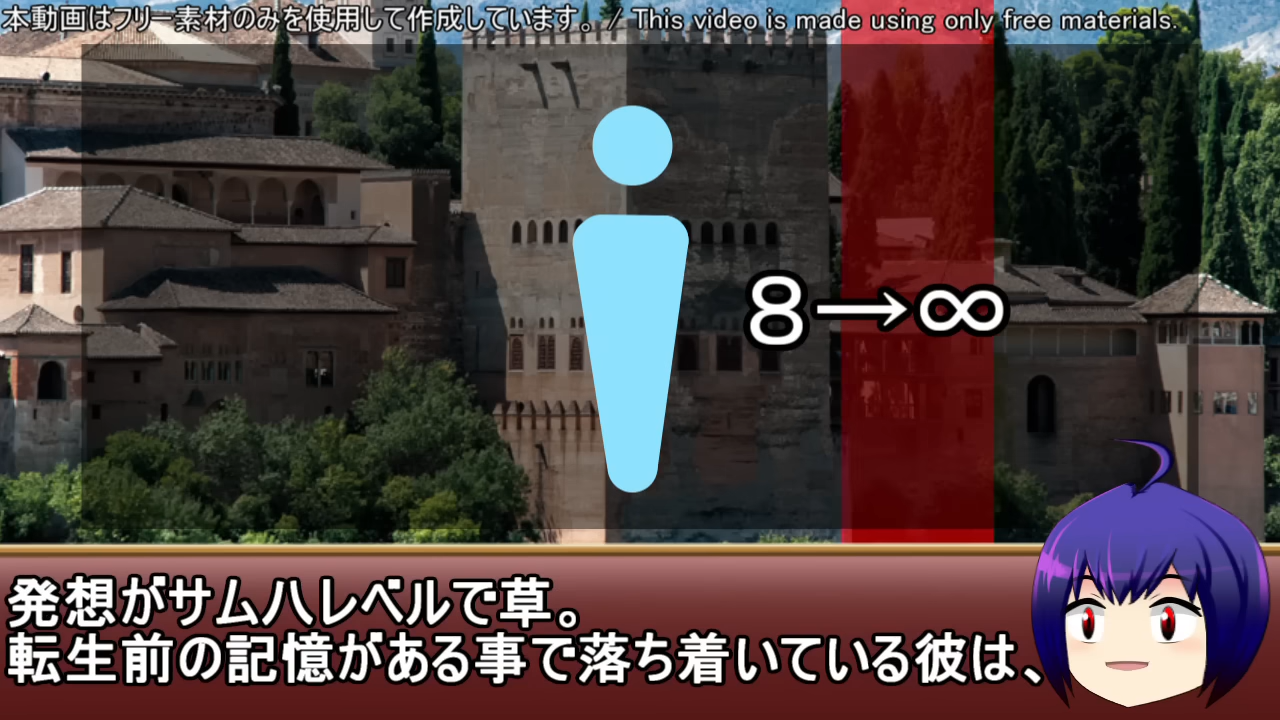 本動画はフリー素材のみを使用して作成しています。 / This video is made using only free materials.
8→∞
発想がサムハレベルで草。
転生前の記憶がある事で落ち着いている彼は、